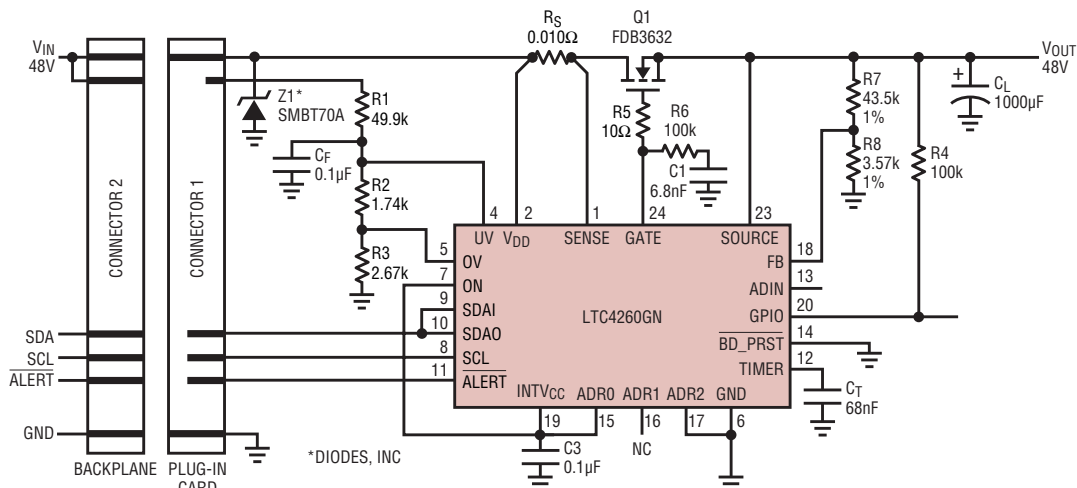 VIN
48V
CONNECTOR 2
CONNECTOR 1
Z1*
SMBT70A
RS
0.010Ω
Q1
FDB3632
VOUT
48V
R1
49.9k
CF
0.1µF
R2
1.74k
R3
2.67k
R5
10Ω
R6
100k
C1
6.8nF
R7
43.5k
1%
R8
3.57k
1%
R4
100k
+
CL
1000µF
4
2
1
24
23
UV
VDD
SENSE
GATE
SOURCE
5
OV
7
ON
9
SDAI
10
SDAO
8
SCL
11
ALERT
LTC4260GN
18
FB
13
ADIN
20
GPIO
14
BD_PRST
12
TIMER
INTVCC
ADR0
ADR1
ADR2
GND
19
15
16
17
6
NC
C3
0.1µF
CT
68nF
SDA
SCL
ALERT
GND
*DIODES, INC
BACKPLANE
PLUG-IN
CARD